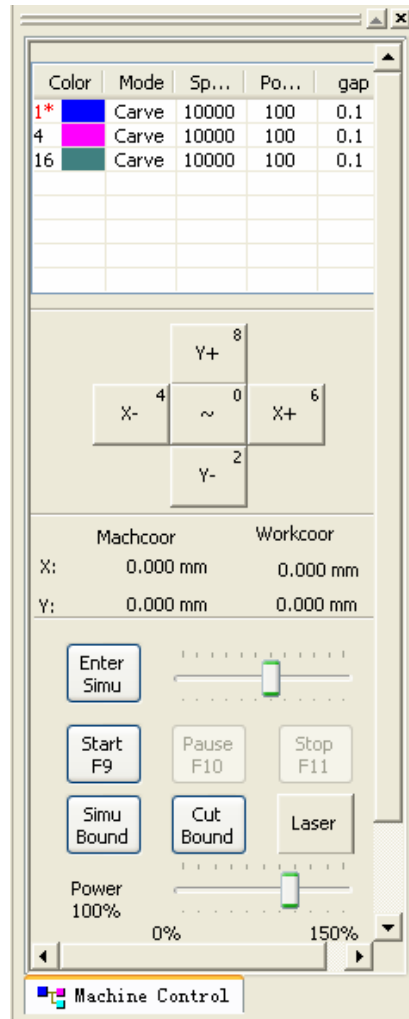 Color Mode Sp... Po... gap
1* Carve 10000 100 0.1
4 Carve 10000 100 0.1
16 Carve 10000 100 0.1
8
Y+
4 0 6
X- ~ X+
2
Y-
Machcoor Workcoor
X: 0.000 mm 0.000 mm
Y: 0.000 mm 0.000 mm
Enter
Simu
Start Pause Stop
F9 F10 F11
Simu Cut Laser
Bound Bound
Power
100%
0% 150%
Machine Control